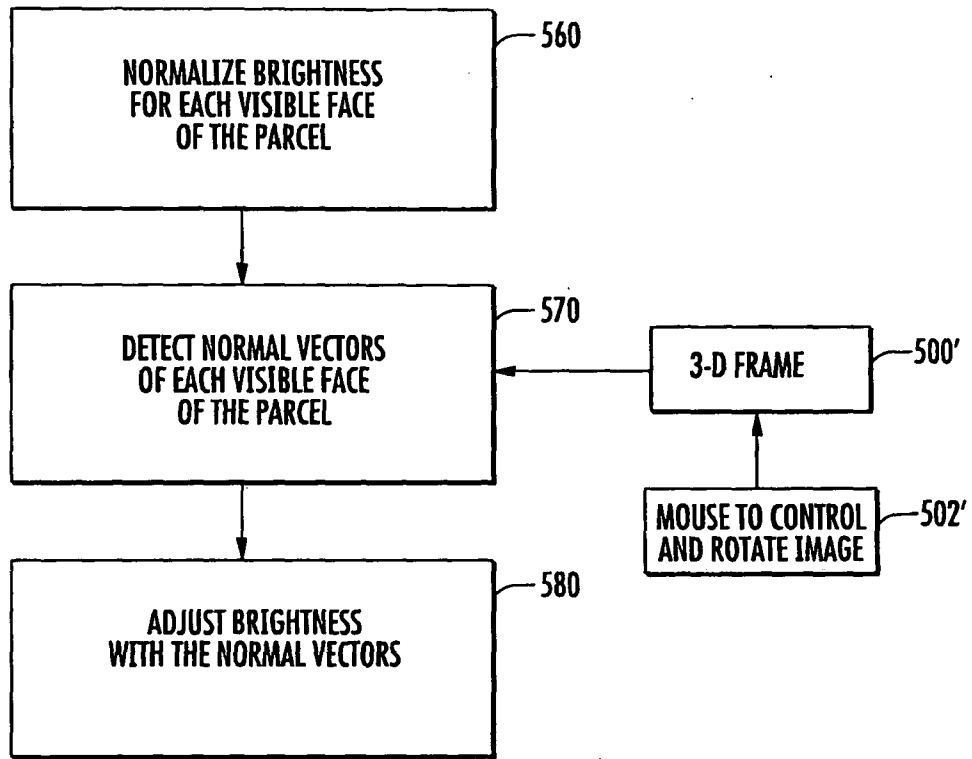 560
NORMALIZE BRIGHTNESS
FOR EACH VISIBLE FACE
OF THE PARCEL
570
DETECT NORMAL VECTORS
OF EACH VISIBLE FACE
OF THE PARCEL
3-D FRAME
500'
MOUSE TO CONTROL
AND ROTATE IMAGE
502'
580
ADJUST BRIGHTNESS
WITH THE NORMAL VECTORS